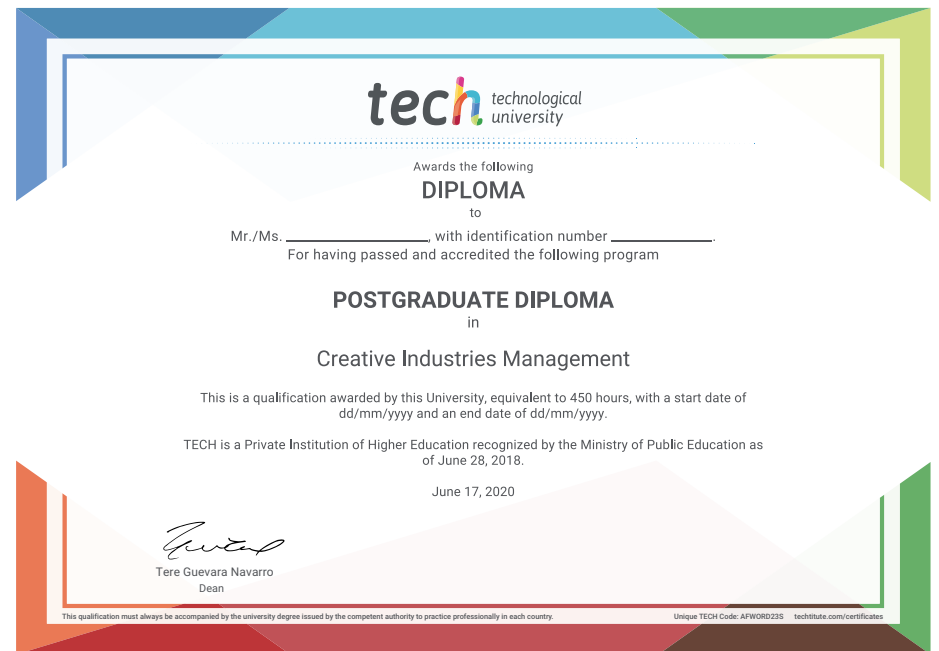 tech technological
university
Awards the following
DIPLOMA
to
Mr./Ms. ____________, with identification number ____________.
For having passed and accredited the following program
POSTGRADUATE DIPLOMA
in
Creative Industries Management
This is a qualification awarded by this University, equivalent to 450 hours, with a start date of
dd/mm/yyyy and an end date of dd/mm/yyyy.
TECH is a Private Institution of Higher Education recognized by the Ministry of Public Education as
of June 28, 2018.
June 17, 2020
Tere Guevara Navarro
Dean
This qualification must always be accompanied by the university degree issued by the competent authority to practice professionally in each country.
Unique TECH Code: AFWORD23S techtitute.com/certificates